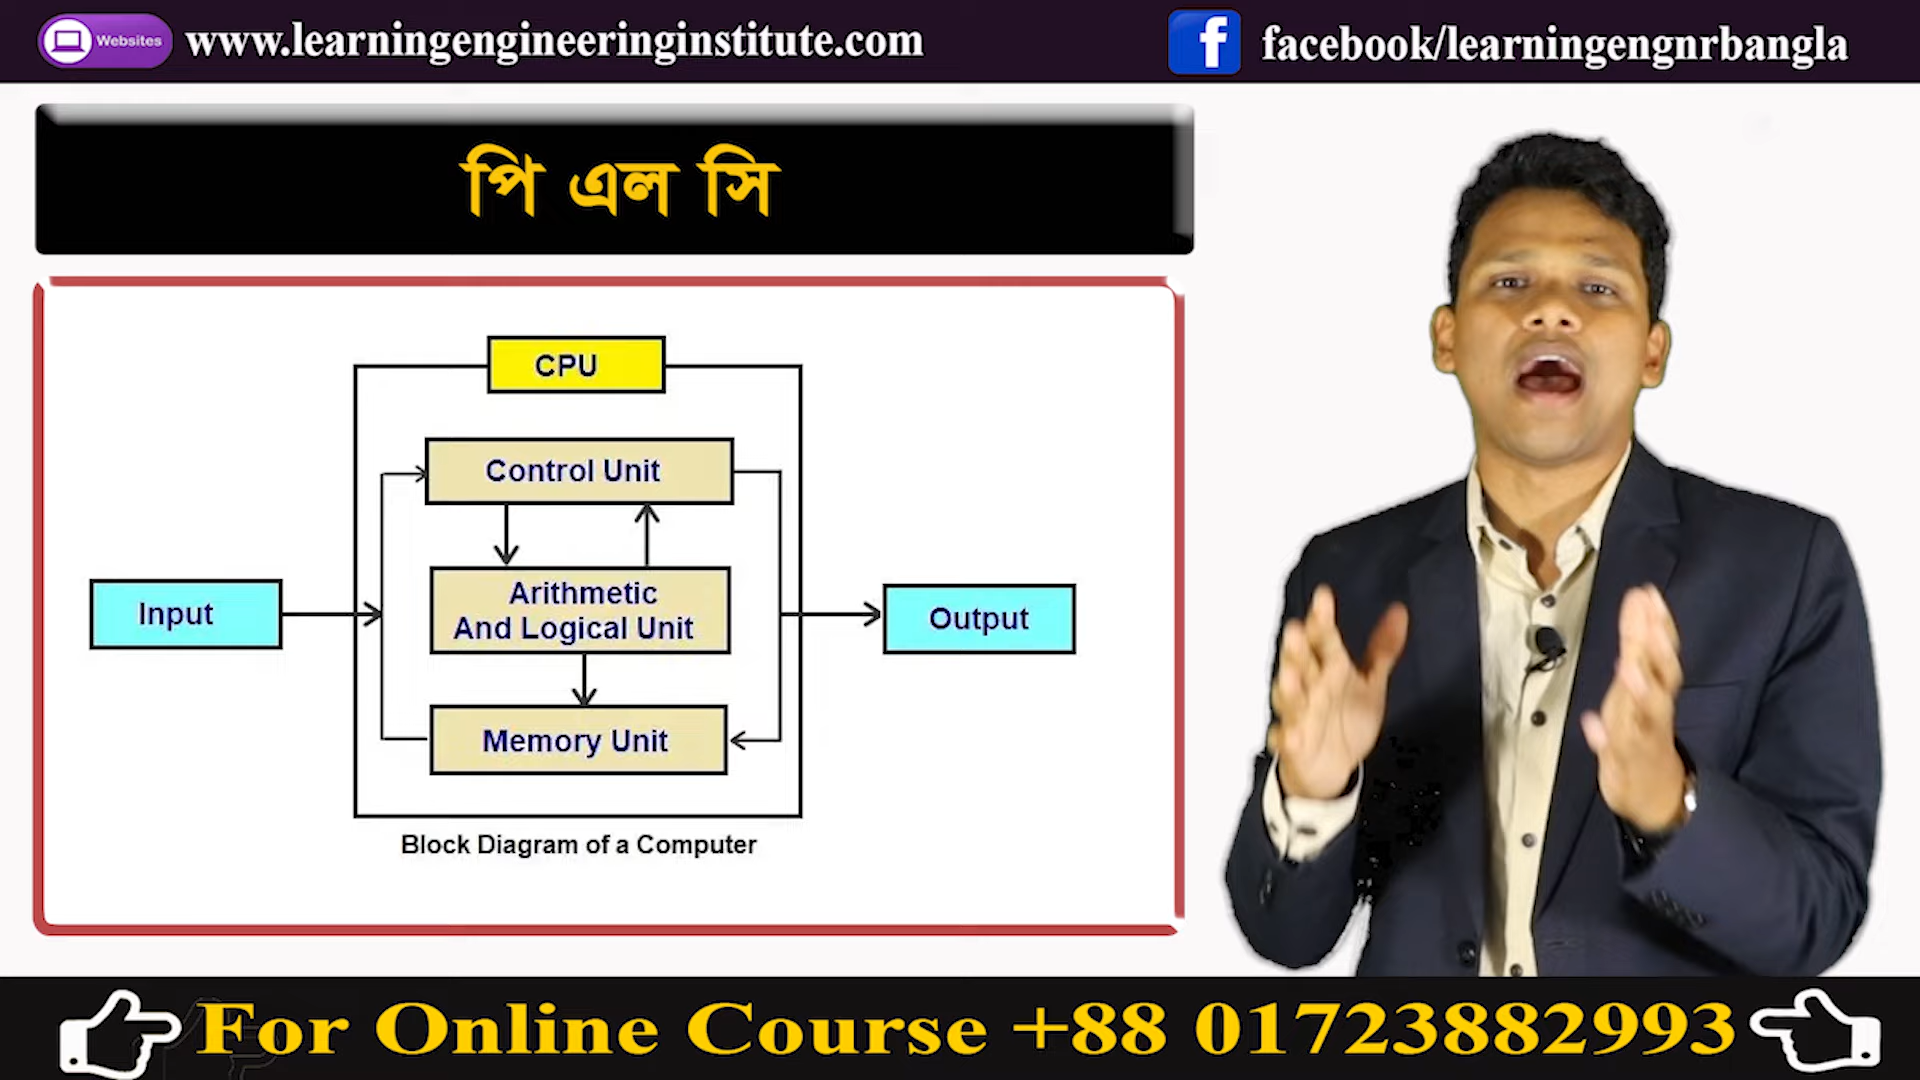 Websites www.learningengineeringinstitute.com
facebook/learningengnrbangla
পি এল সি
CPU
Control Unit
Arithmetic
And Logical Unit
Memory Unit
Input
Output
Block Diagram of a Computer
For Online Course +88 01723882993